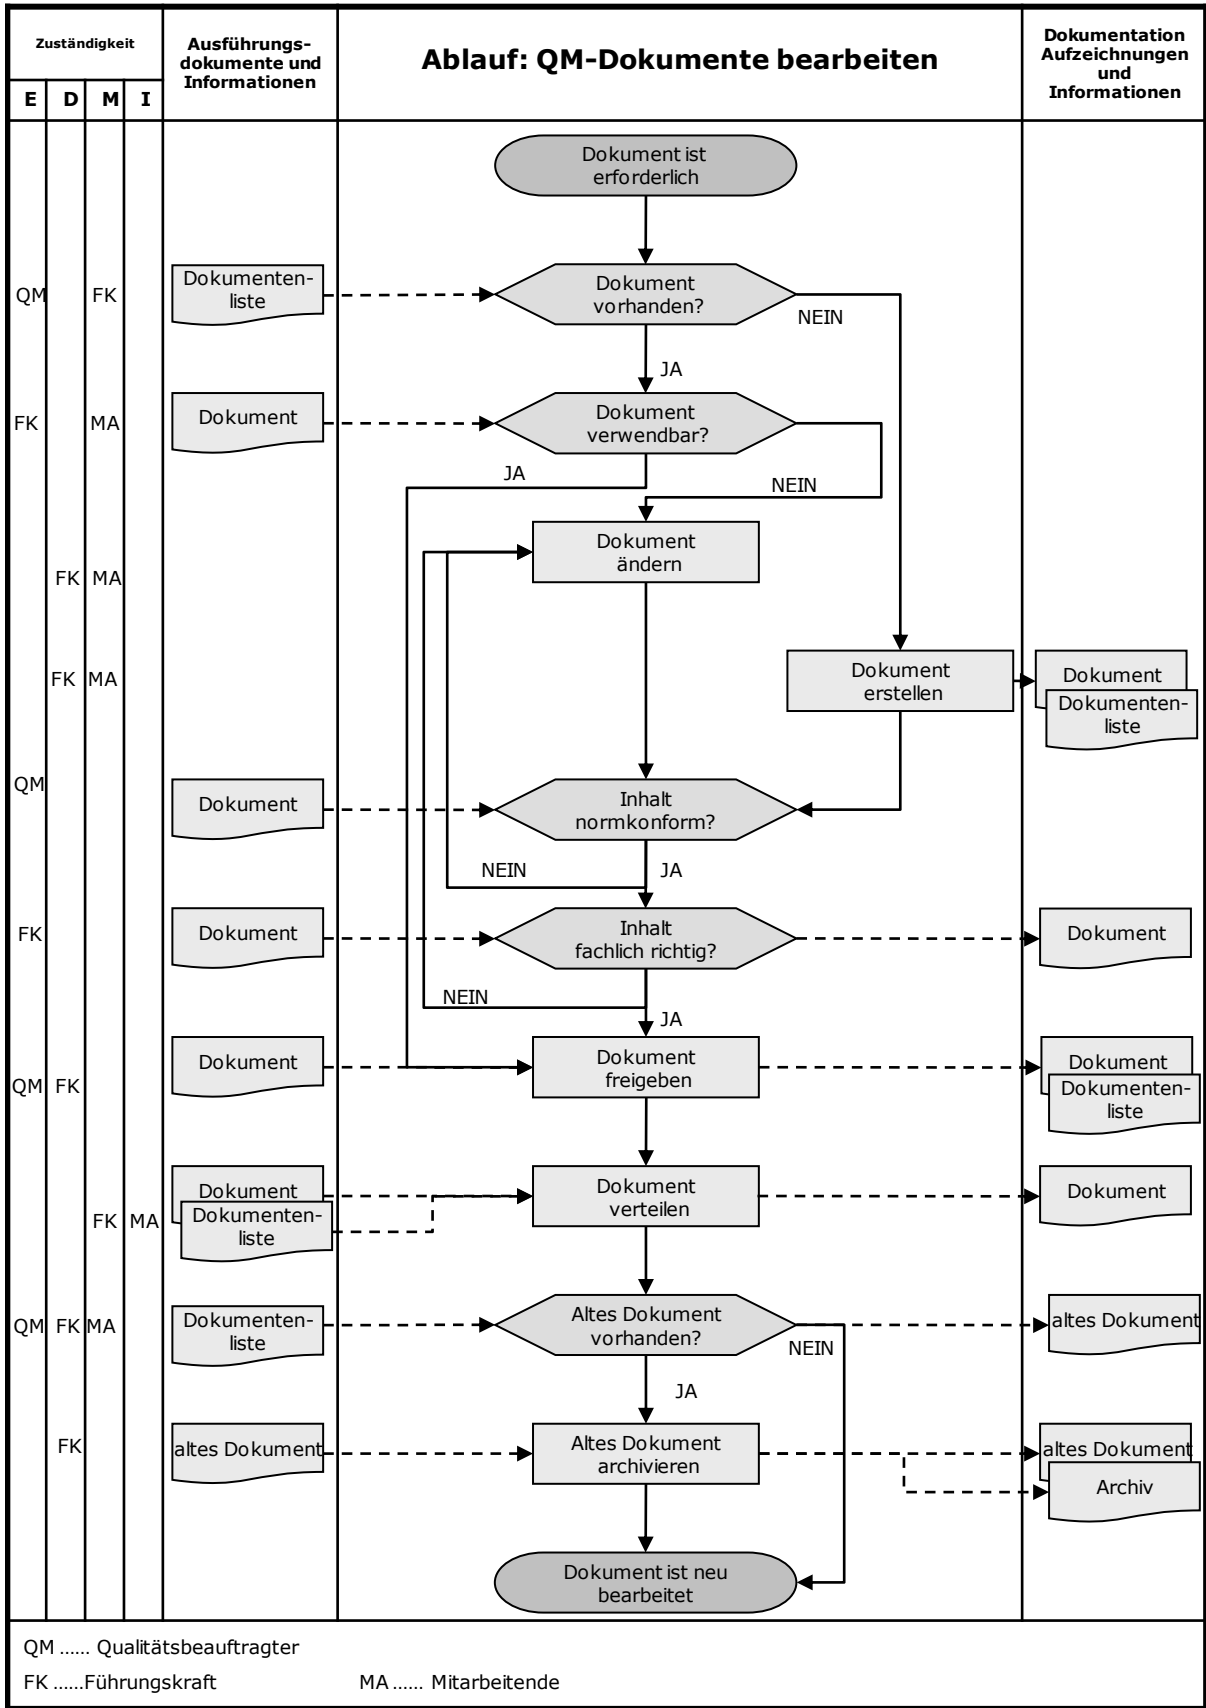 Zuständigkeit
E D M I
Ausführungs-
dokumente und
Informationen
Ablauf: QM-Dokumente bearbeiten
Dokumentation
Aufzeichnungen
und
Informationen
Dokument ist
erforderlich
QM FK
Dokumenten-
liste
Dokument
vorhanden?
NEIN
JA
FK MA
Dokument
Dokument
verwendbar?
JA
NEIN
Dokument
ändern
FK MA
FK MA
Dokument
erstellen
Dokument
Dokumenten-
liste
QM
Dokument
Inhalt
normkonform?
NEIN
JA
FK
Dokument
Inhalt
fachlich richtig?
Dokument
NEIN
JA
QM FK
Dokument
Dokument
freigeben
Dokument
Dokumenten-
liste
FK MA
Dokument
Dokumenten-
liste
Dokument
verteilen
Dokument
QM FK MA
Dokumenten-
liste
Altes Dokument
vorhanden?
altes Dokument
NEIN
JA
FK
altes Dokument
Altes Dokument
archivieren
altes Dokument
Archiv
Dokument ist neu
bearbeitet
QM ...... Qualitätsbeauftragter
FK ......Führungskraft MA ...... Mitarbeitende